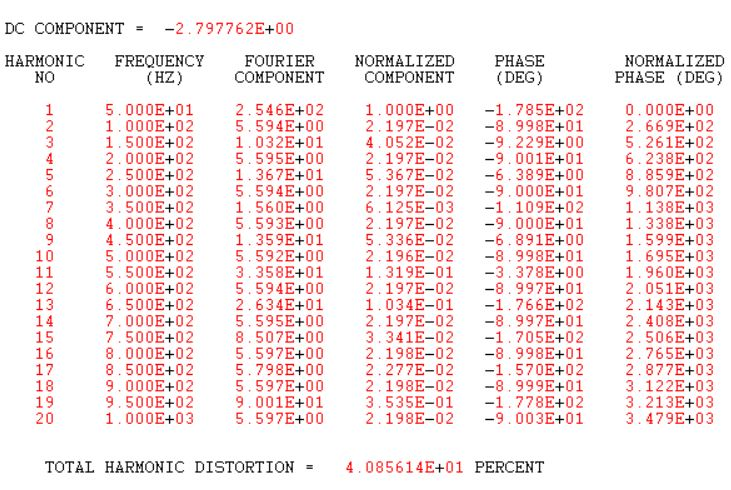 DC COMPONENT = -2.797762E+00
HARMONIC FREQUENCY FOURIER NORMALIZED PHASE NORMALIZED
NO (HZ) COMPONENT COMPONENT (DEG) PHASE (DEG)
1 5.000E+01 2.546E+02 1.000E+00 -1.785E+02 0.000E+00
2 1.000E+02 5.594E+00 2.197E-02 -8.998E+01 2.669E+02
3 1.500E+02 1.032E+01 4.052E-02 -9.229E+00 5.261E+02
4 2.000E+02 5.595E+00 2.197E-02 -9.001E+01 6.238E+02
5 2.500E+02 1.367E+01 5.367E-02 -6.389E+00 8.859E+02
6 3.000E+02 5.594E+00 2.197E-02 -9.000E+01 9.807E+02
7 3.500E+02 1.560E+00 6.125E-03 -1.109E+02 1.138E+03
8 4.000E+02 5.593E+00 2.197E-02 -9.000E+01 1.338E+03
9 4.500E+02 1.359E+01 5.336E-02 -6.891E+00 1.599E+03
10 5.000E+02 5.592E+00 2.196E-02 -8.998E+01 1.695E+03
11 5.500E+02 3.358E+01 1.319E-01 -3.378E+00 1.960E+03
12 6.000E+02 5.594E+00 2.197E-02 -8.997E+01 2.051E+03
13 6.500E+02 2.634E+01 1.034E-01 -1.766E+02 2.143E+03
14 7.000E+02 5.595E+00 2.197E-02 -8.997E+01 2.408E+03
15 7.500E+02 8.507E+00 3.341E-02 -1.705E+02 2.506E+03
16 8.000E+02 5.597E+00 2.198E-02 -8.998E+01 2.765E+03
17 8.500E+02 5.798E+00 2.277E-02 -1.570E+02 2.877E+03
18 9.000E+02 5.597E+00 2.198E-02 -8.999E+01 3.122E+03
19 9.500E+02 9.001E+01 3.535E-01 -1.778E+02 3.213E+03
20 1.000E+03 5.597E+00 2.198E-02 -9.003E+01 3.479E+03
TOTAL HARMONIC DISTORTION = 4.085614E+01 PERCENT